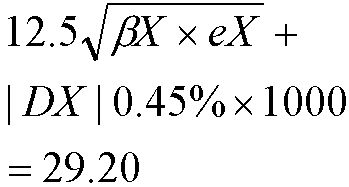 12.5√βX × eX +
| DX | 0.45% × 1000
= 29.20